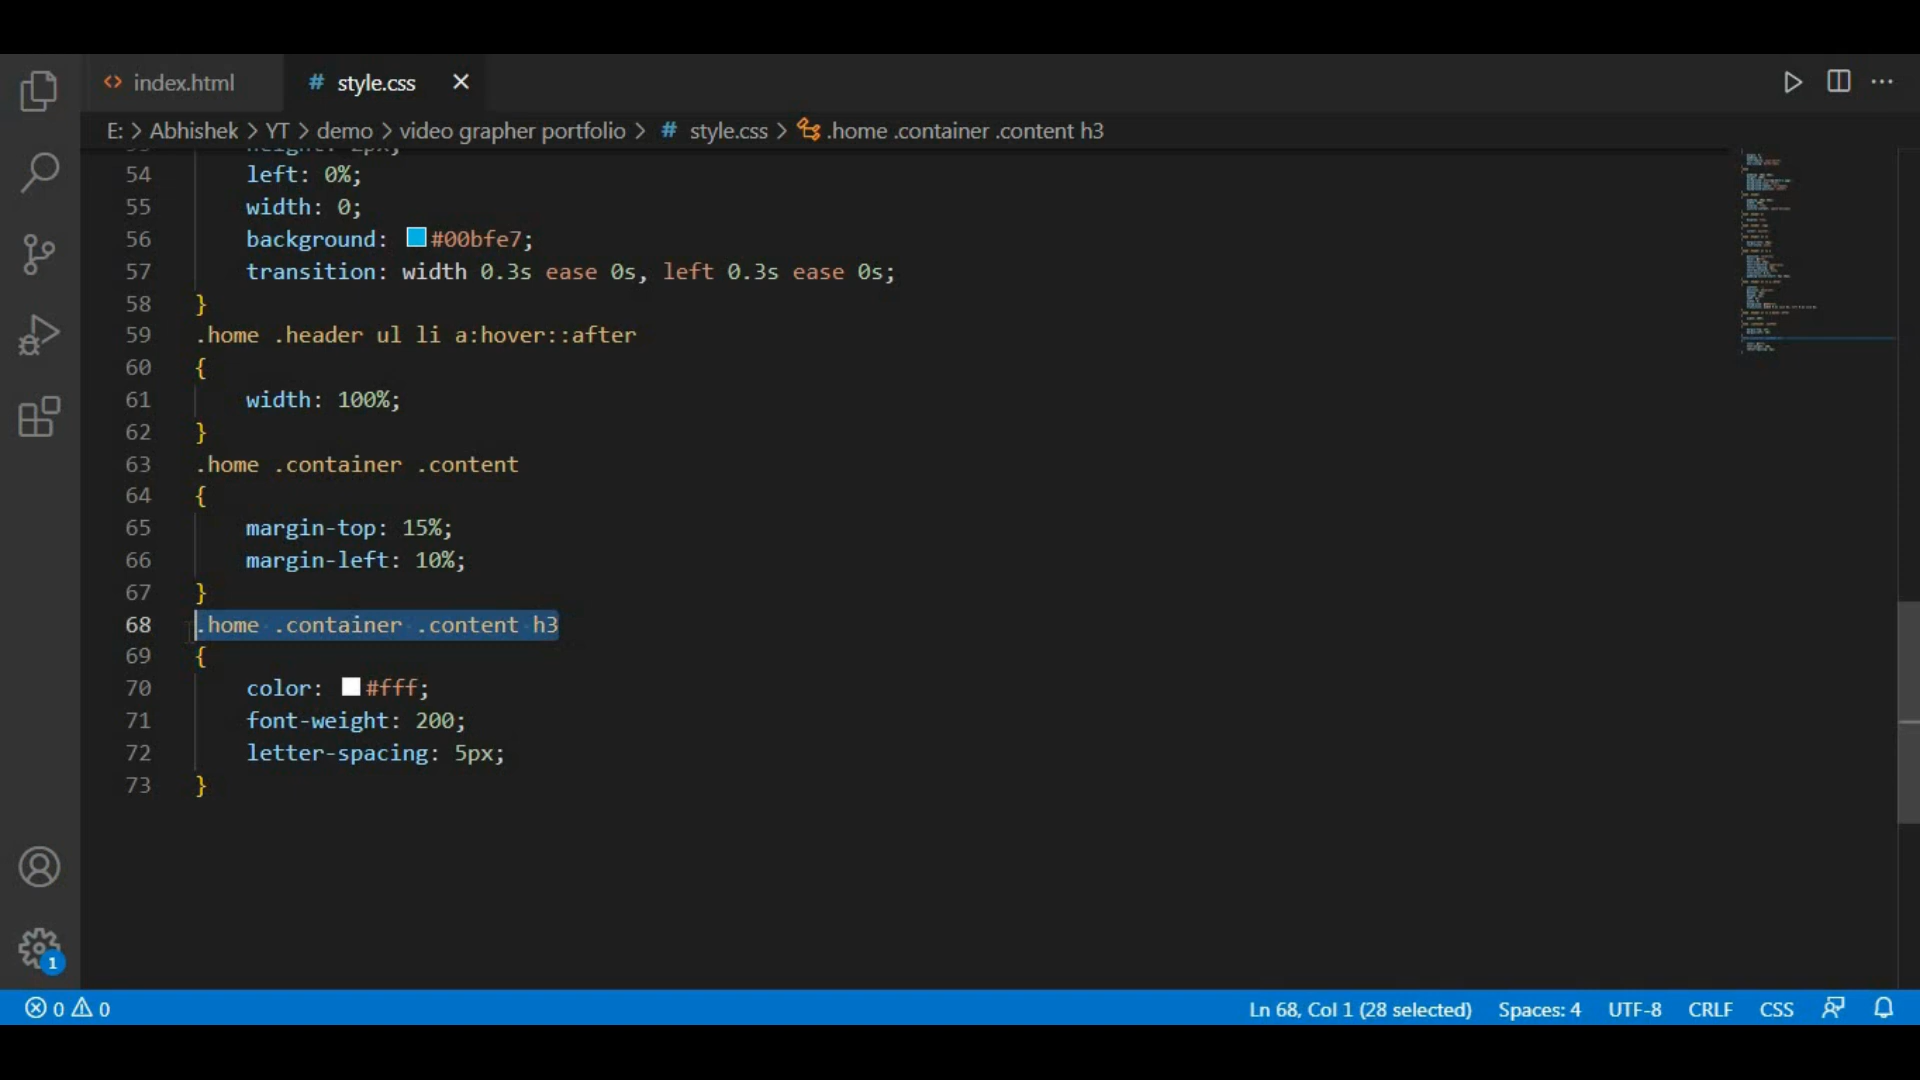 index.html
style.css
E: > Abhishek > YT > demo > video grapher portfolio > # style.css > .home .container .content h3
54 left: 0%;
55 width: 0;
56 background: #00bfe7;
57 transition: width 0.3s ease 0s, left 0.3s ease 0s;
58 }
59 .home .header ul li a:hover::after
60 {
61 width: 100%;
62 }
63 .home .container .content
64 {
65 margin-top: 15%;
66 margin-left: 10%;
67 }
68 .home .container .content h3
69 {
70 color: #fff;
71 font-weight: 200;
72 letter-spacing: 5px;
73 }
1
0 0 Ln 68, Col 1 (28 selected) Spaces: 4 UTF-8 CRLF CSS